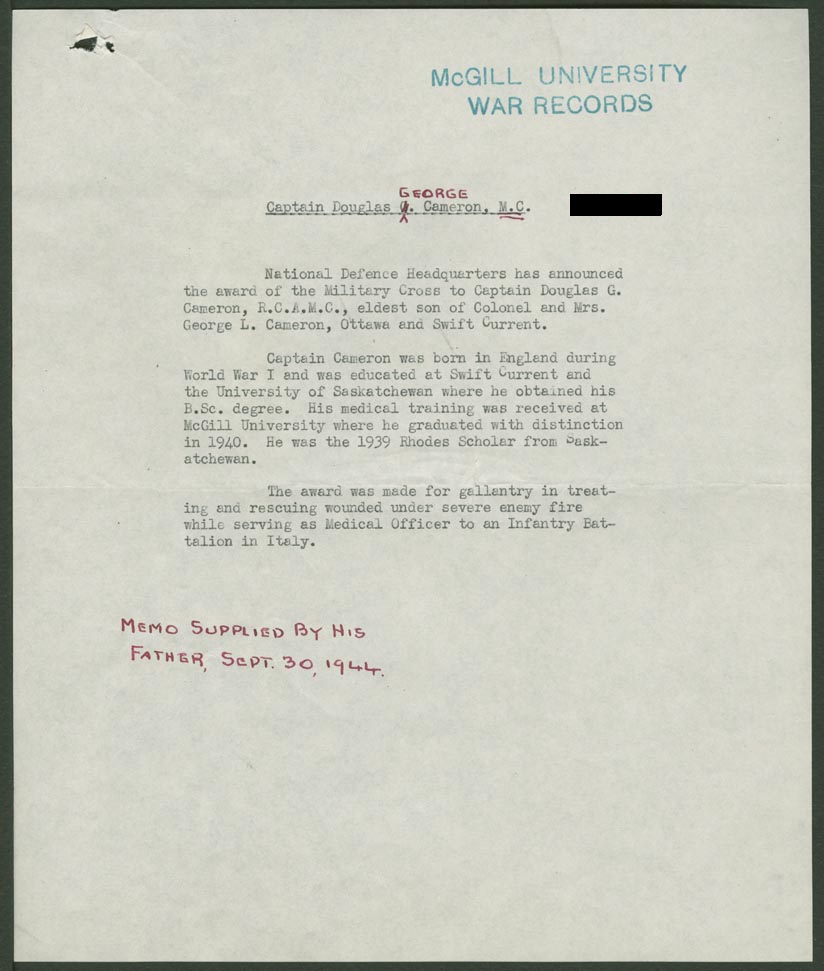 McGILL UNIVERSITY
WAR RECORDS
GEORGE
Captain Douglas G. Cameron, M.C.
National Defence Headquarters has announced
the award of the Military Cross to Captain Douglas G.
Cameron, R.C.A.M.C., eldest son of Colonel and Mrs.
George L. Cameron, Ottawa and Swift Current.
Captain Cameron was born in England during
World War I and was educated at Swift Current and
the University of Saskatchewan where he obtained his
B.Sc. degree. His medical training was received at
McGill University where he graduated with distinction
in 1940. He was the 1939 Rhodes Scholar from Sask-
atchewan.
The award was made for gallantry in treat-
ing and rescuing wounded under severe enemy fire
while serving as Medical Officer to an Infantry Bat-
talion in Italy.
MEMO SUPPLIED BY HIS
FATHER, SEPT. 30, 1944.